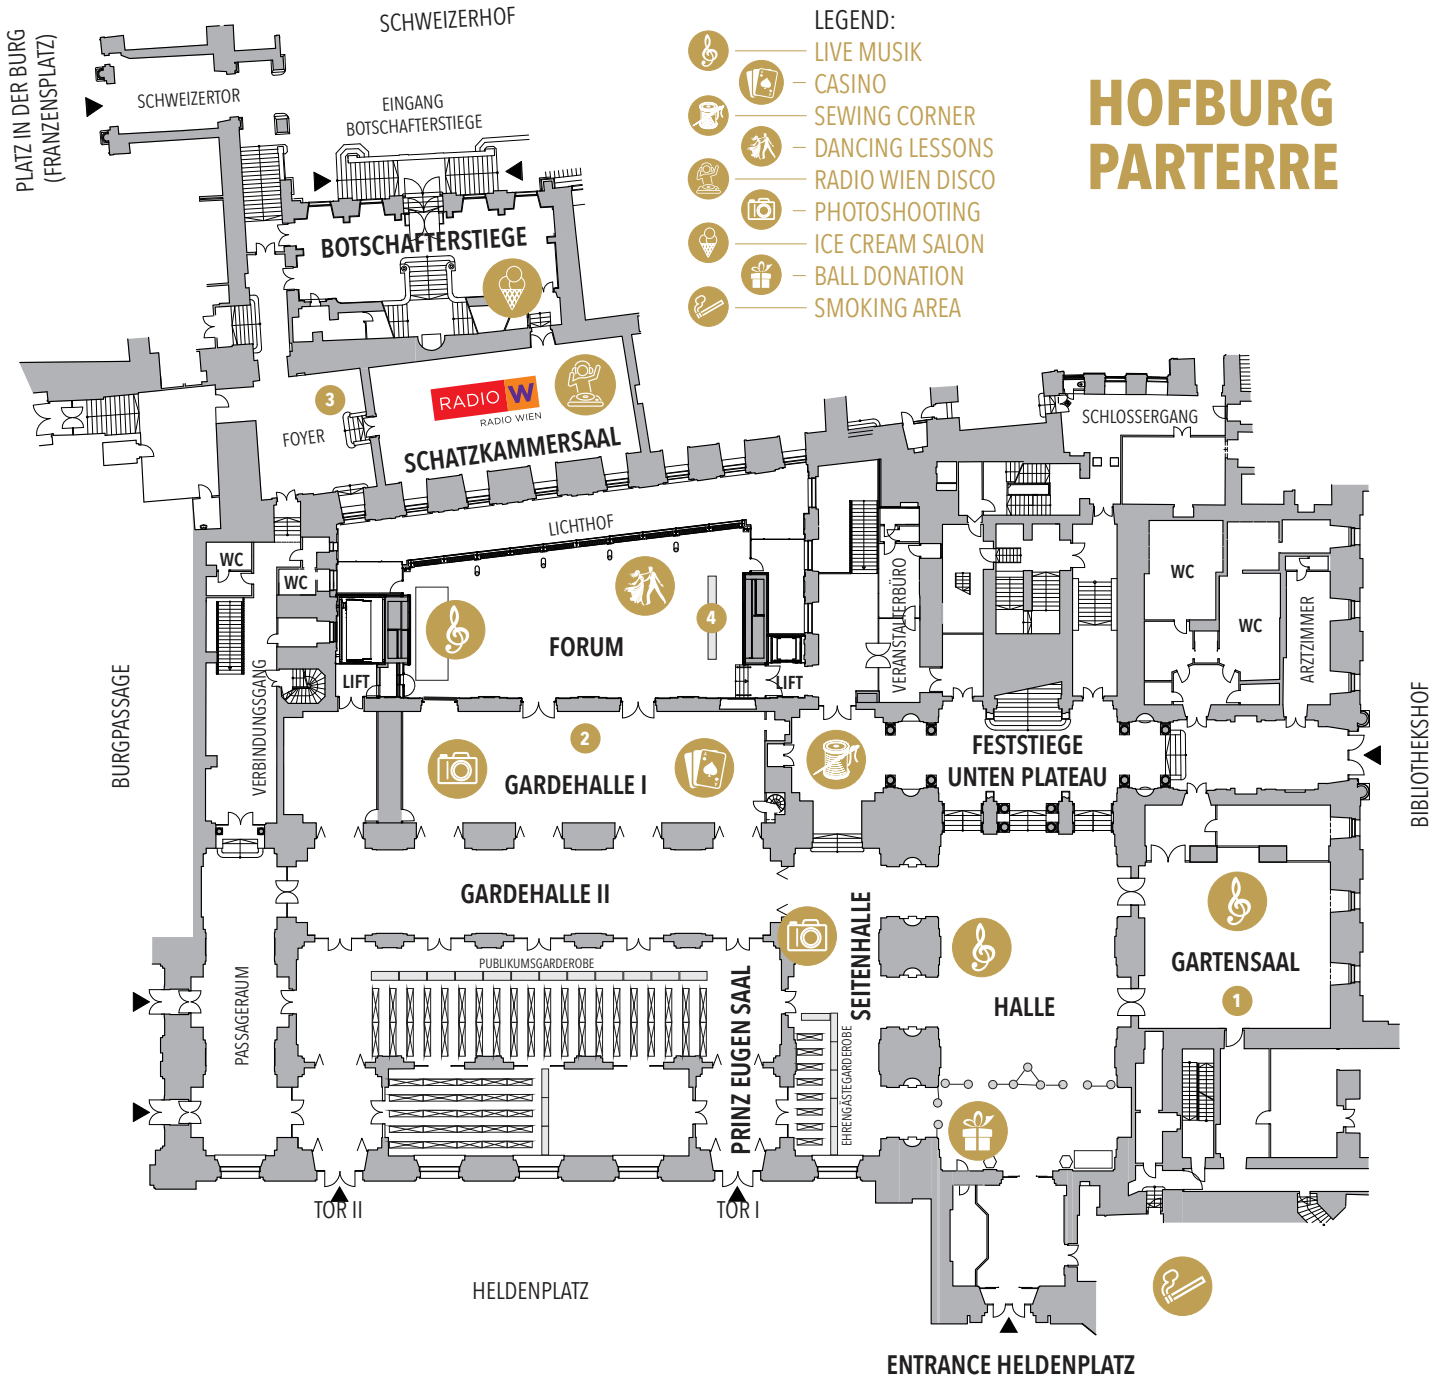 SCHWEIZERHOF
PLATZ IN DER BURG
(FRANZENSPLATZ)
SCHWEIZERTOR
EINGANG
BOTSCHAFTERSTIEGE
LEGEND:
LIVE MUSIK
CASINO
SEWING CORNER
DANCING LESSONS
RADIO WIEN DISCO
PHOTOSHOOTING
ICE CREAM SALON
BALL DONATION
SMOKING AREA
HOFBURG
PARTERRE
BOTSCHAFTERSTIEGE
3
FOYER
RADIO W
RADIO WIEN
SCHATZKAMMERSAAL
SCHLOSSERGANG
LICHTHOF
WC
WC
FORUM
4
LIFT
LIFT
VERANSTALTERBÜRO
WC
WC
ARZTZIMMER
BURGPASSAGE
VERBINDUNGSGANG
2
GARDEHALLE I
FESTSTIEGE
UNTEN PLATEAU
BIBLIOTHEKSHOF
GARDEHALLE II
SEITENHALLE
PUBLIKUMSGARDEROBE
PASSAGERAUM
PRINZ EUGEN SAAL
EHRENGÄSTEGARDEROBE
HALLE
GARTENSAAL
1
TOR II
TOR I
HELDENPLATZ
ENTRANCE HELDENPLATZ